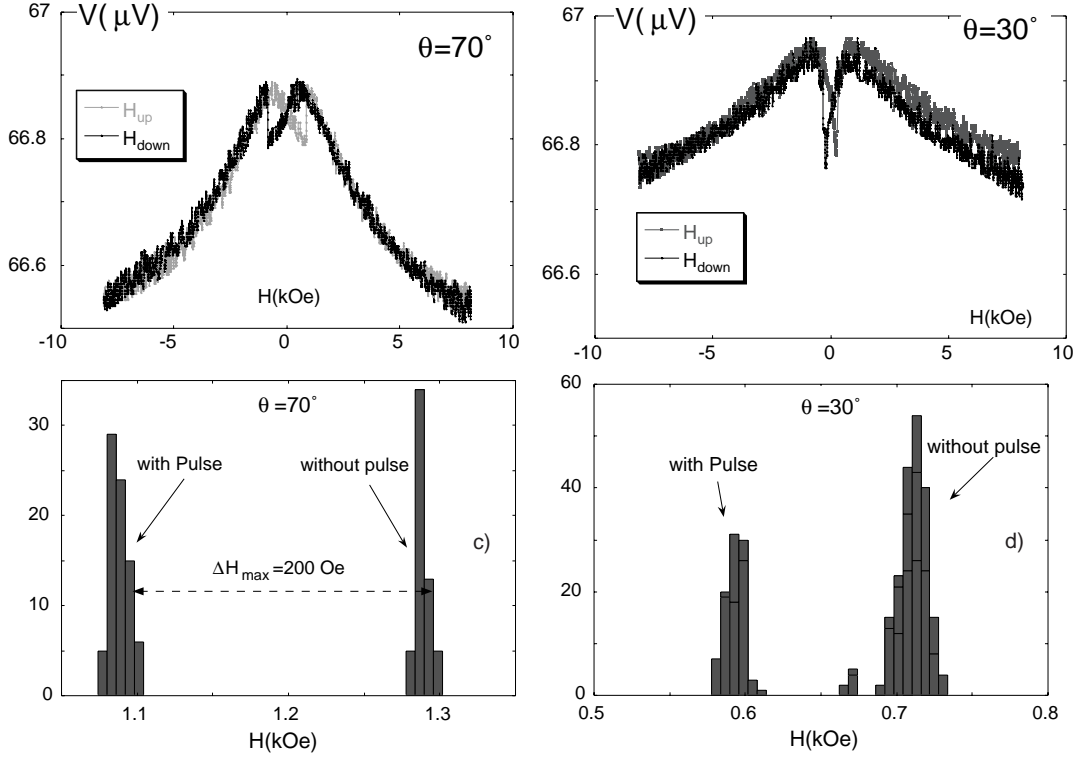 V( μV)
θ=70°
67
66.8
66.6
H_up
H_down
H(kOe)
-10
-5
0
5
10
V( μV)
θ=30°
67
66.8
66.6
H_up
H_down
H(kOe)
-10
-5
0
5
10
θ =70°
30
20
10
0
with Pulse
without pulse
c)
ΔH_max =200 Oe
1.1
1.2
1.3
H(kOe)
θ =30°
60
50
40
30
20
10
0
with Pulse
without pulse
d)
0.5
0.6
0.7
0.8
H(kOe)